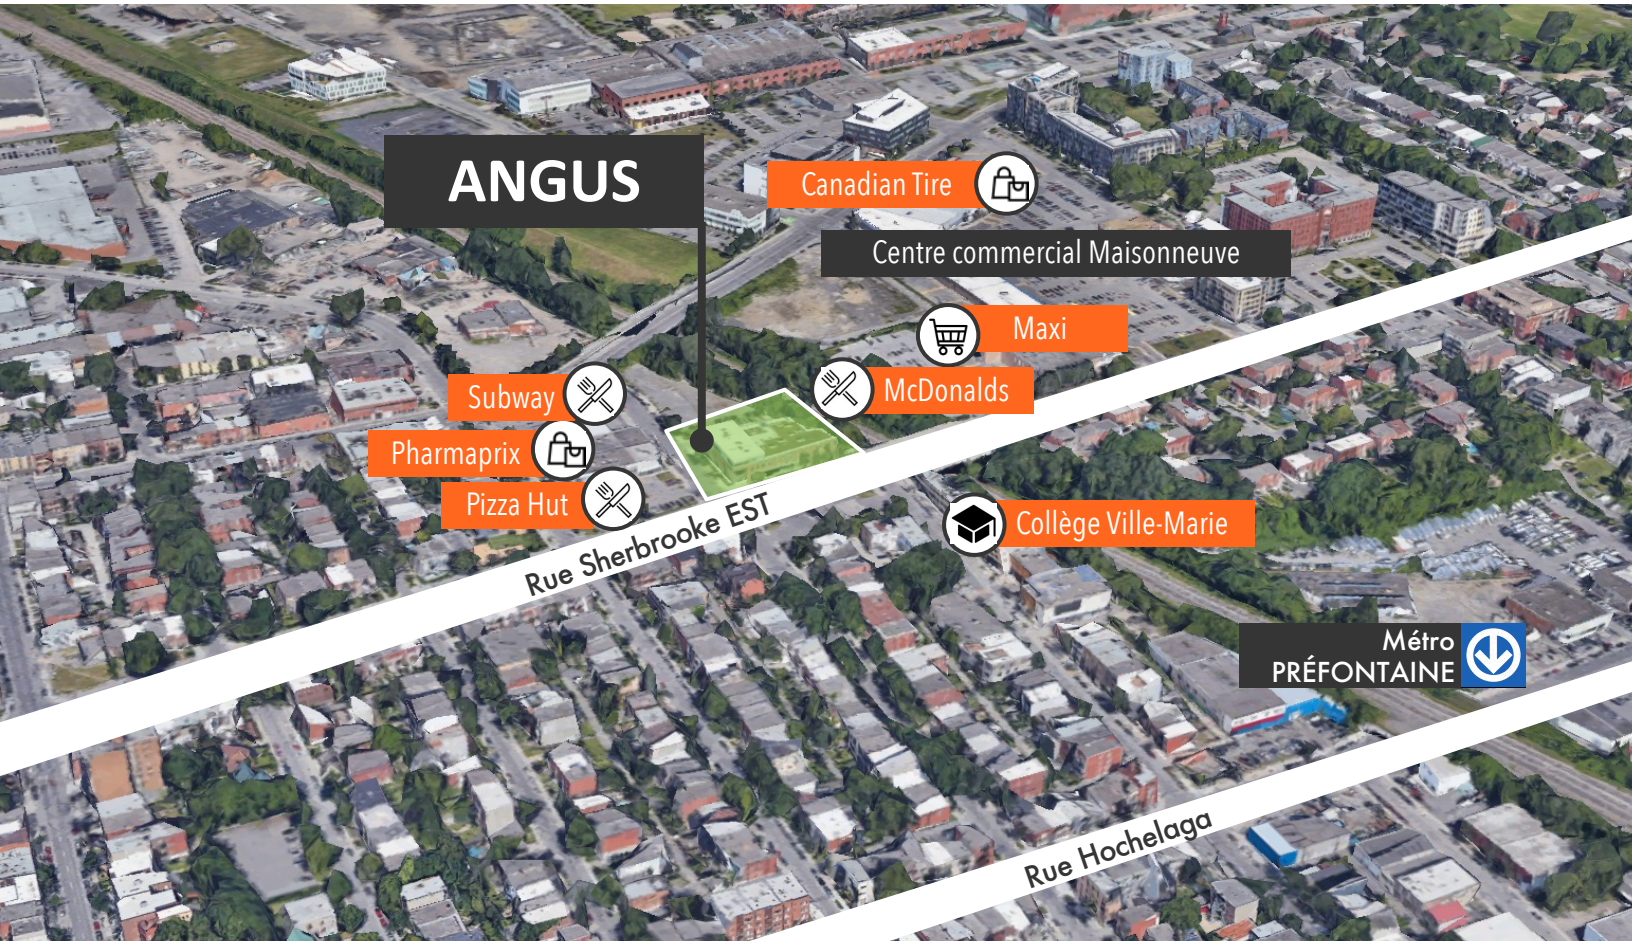 ANGUS
Canadian Tire
Centre commercial Maisonneuve
Maxi
McDonalds
Subway
Pharmaprix
Pizza Hut
Rue Sherbrooke EST
Collège Ville-Marie
Métro
PRÉFONTAINE
Rue Hochelaga